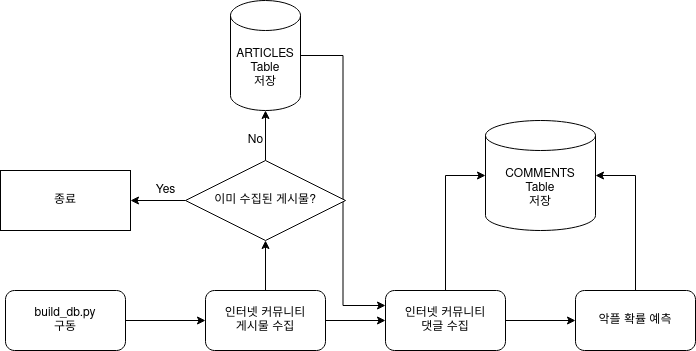 ARTICLES
Table
저장
No
COMMENTS
Table
저장
Yes
종료
이미 수집된 게시물?
build_db.py
구동
인터넷 커뮤니티
게시물 수집
인터넷 커뮤니티
댓글 수집
악플 확률 예측